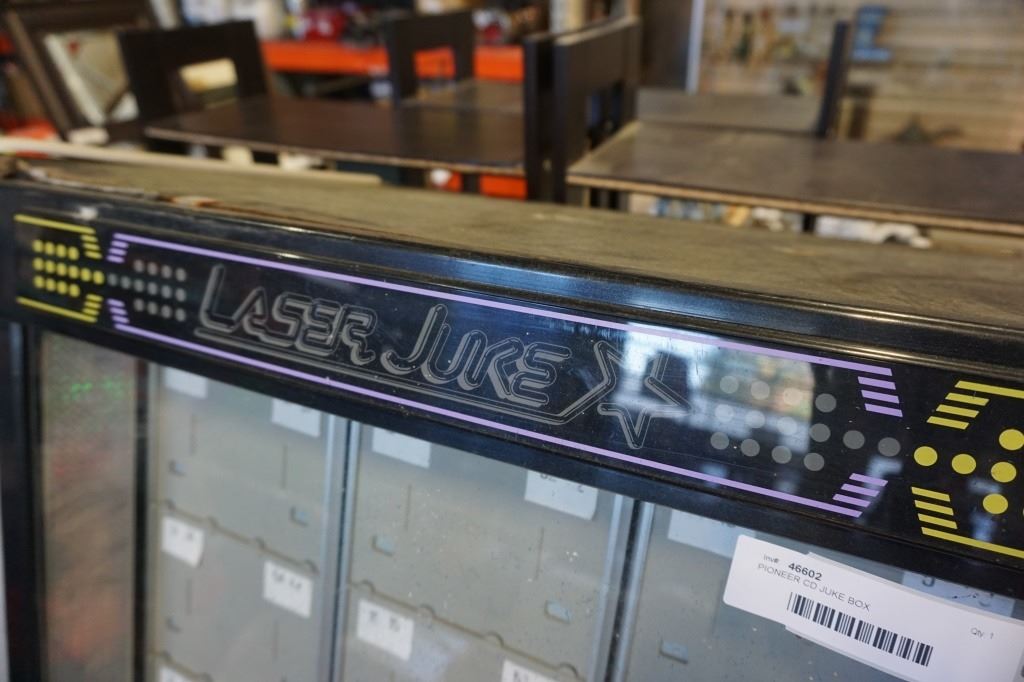 LASER JUKE
Inv# 46602
PIONEER CD JUKE BOX
Qty 1